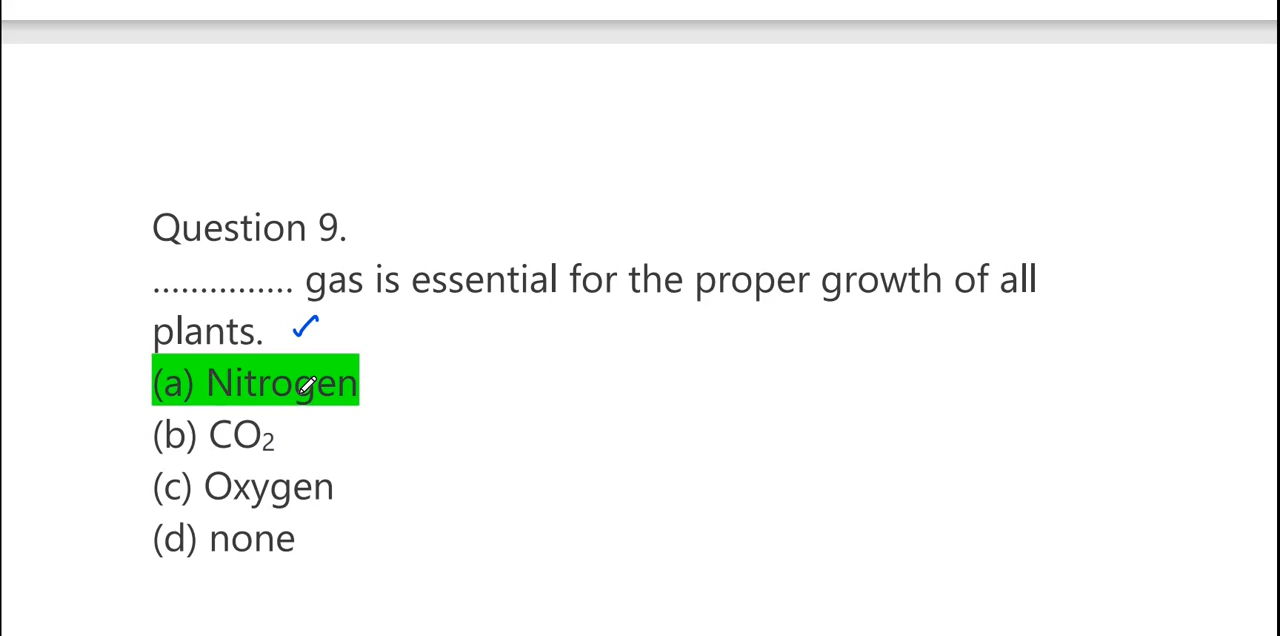 Question 9.
............... gas is essential for the proper growth of all
plants.
(a) Nitrogen
(b) CO₂
(c) Oxygen
(d) none